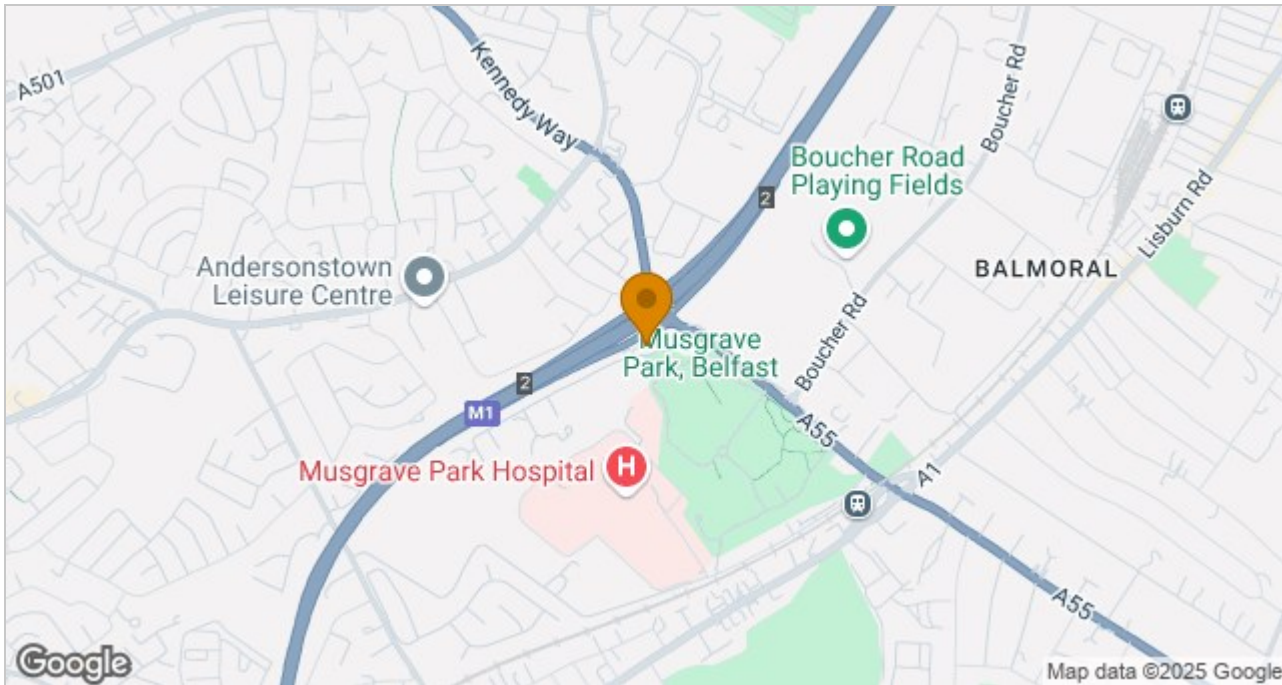 A501
Kennedy Way
Boucher Rd
Boucher Road
Playing Fields
2
Lisburn Rd
Andersonstown
Leisure Centre
BALMORAL
Boucher Rd
Musgrave
Park, Belfast
2
M1
A55
Musgrave Park Hospital
H
A1
A55
Google
Map data ©2025 Google